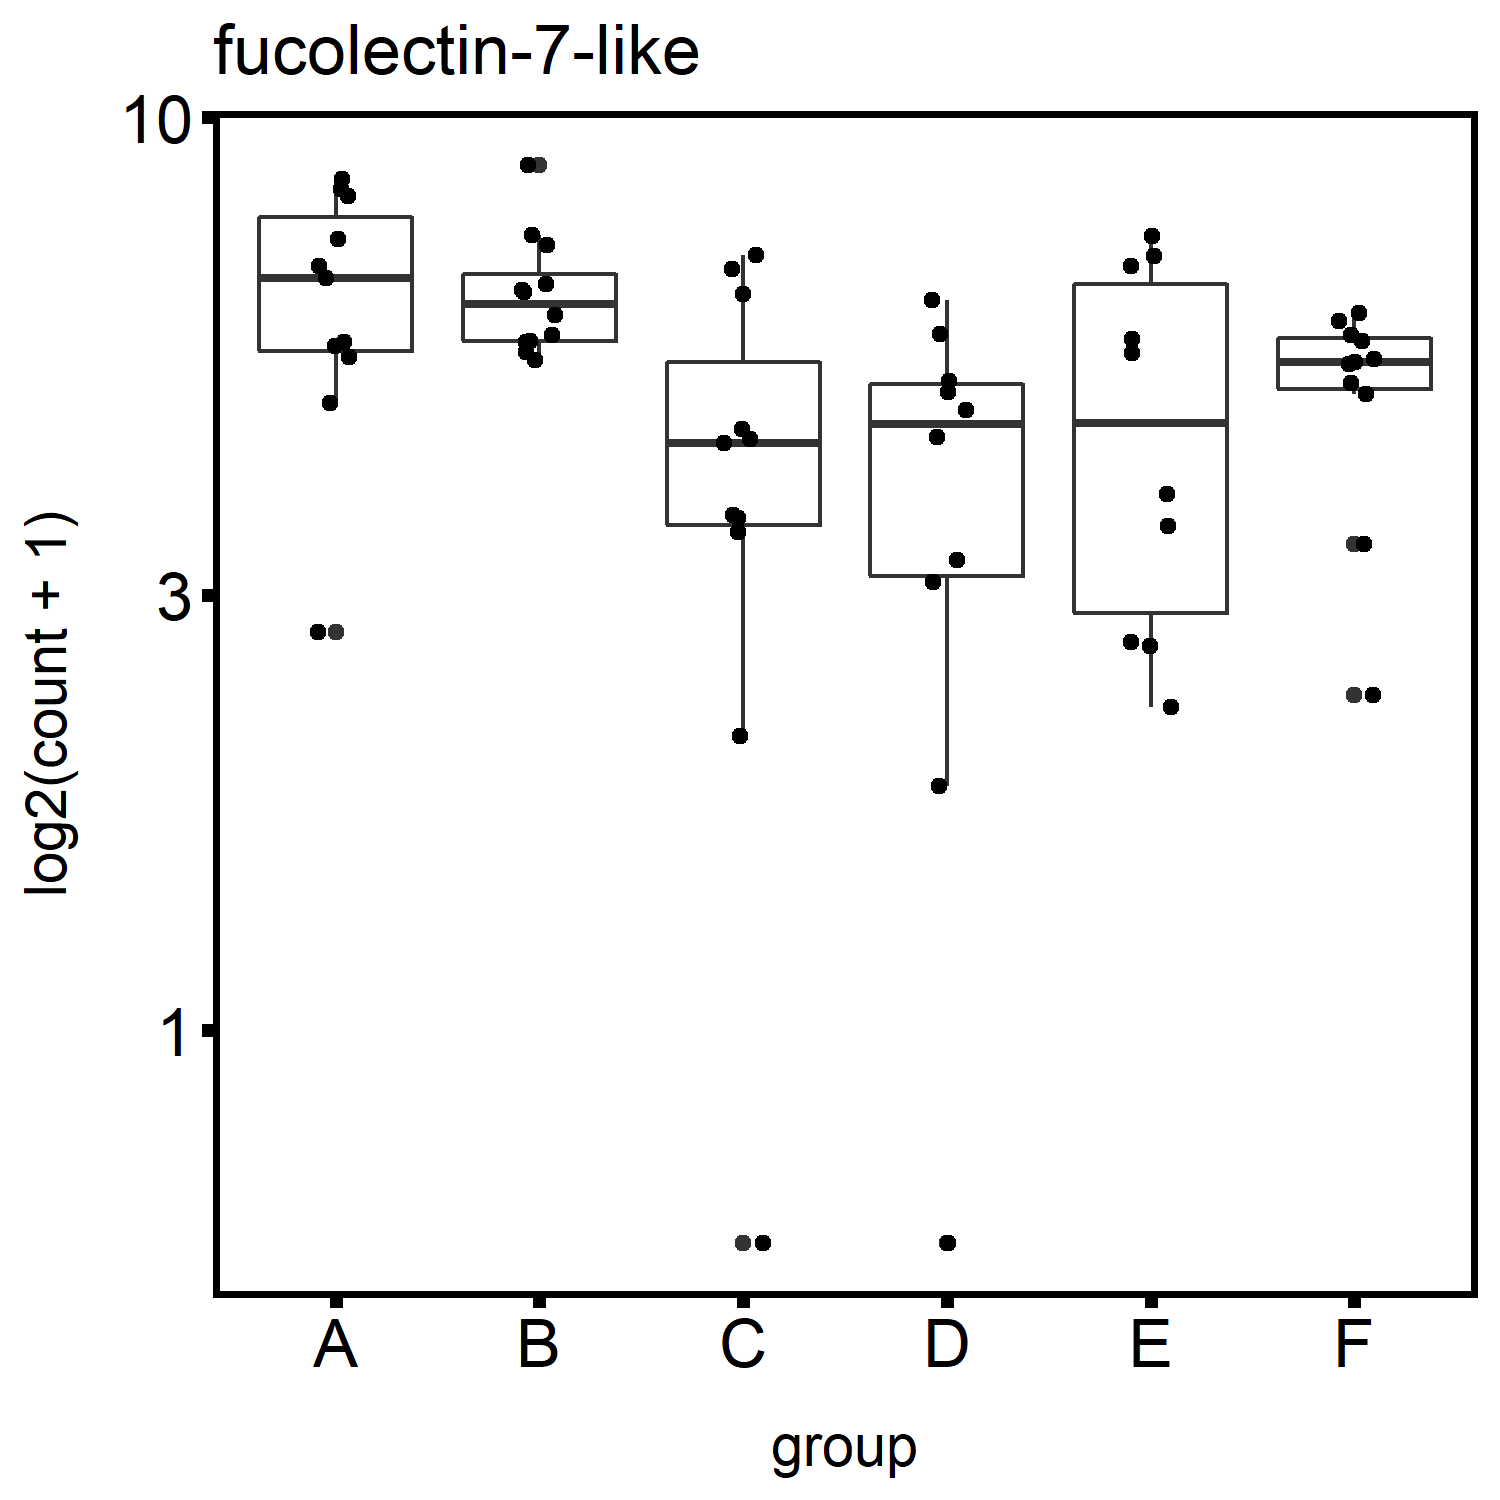 fucolectin-7-like
10
3
1
log2(count + 1)
A B C D E F
group